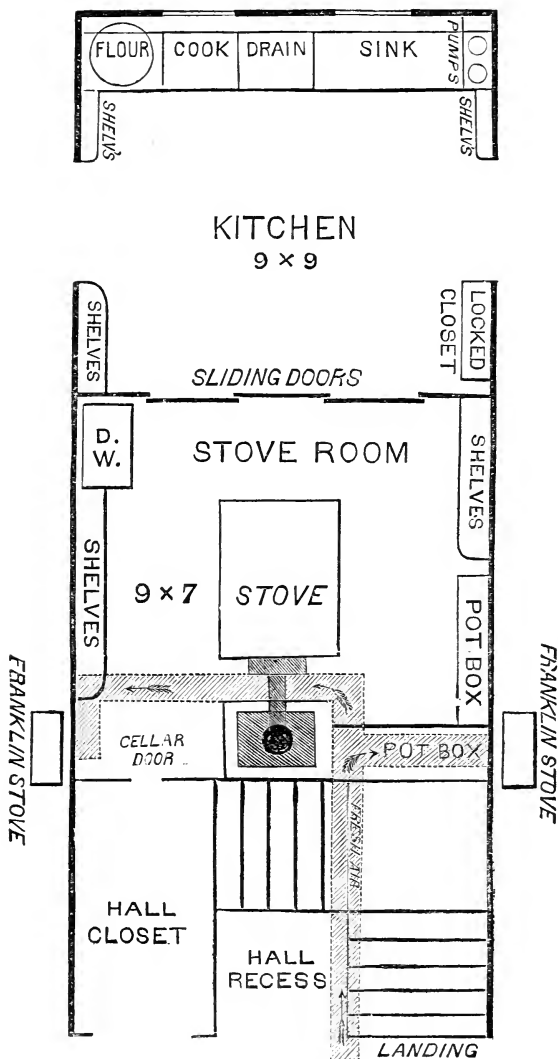 FLOUR
COOK
DRAIN
SINK
PUMPS
SHELVS
SHELVS
KITCHEN
9 × 9
SHELVES
LOCKED
CLOSET
SLIDING DOORS
D.
W.
STOVE ROOM
SHELVES
SHELVES
9 × 7
STOVE
POT BOX
FRANKLIN STOVE
FRANKLIN STOVE
CELLAR
DOOR
POT BOX
FRESH AIR
HALL
CLOSET
HALL
RECESS
LANDING